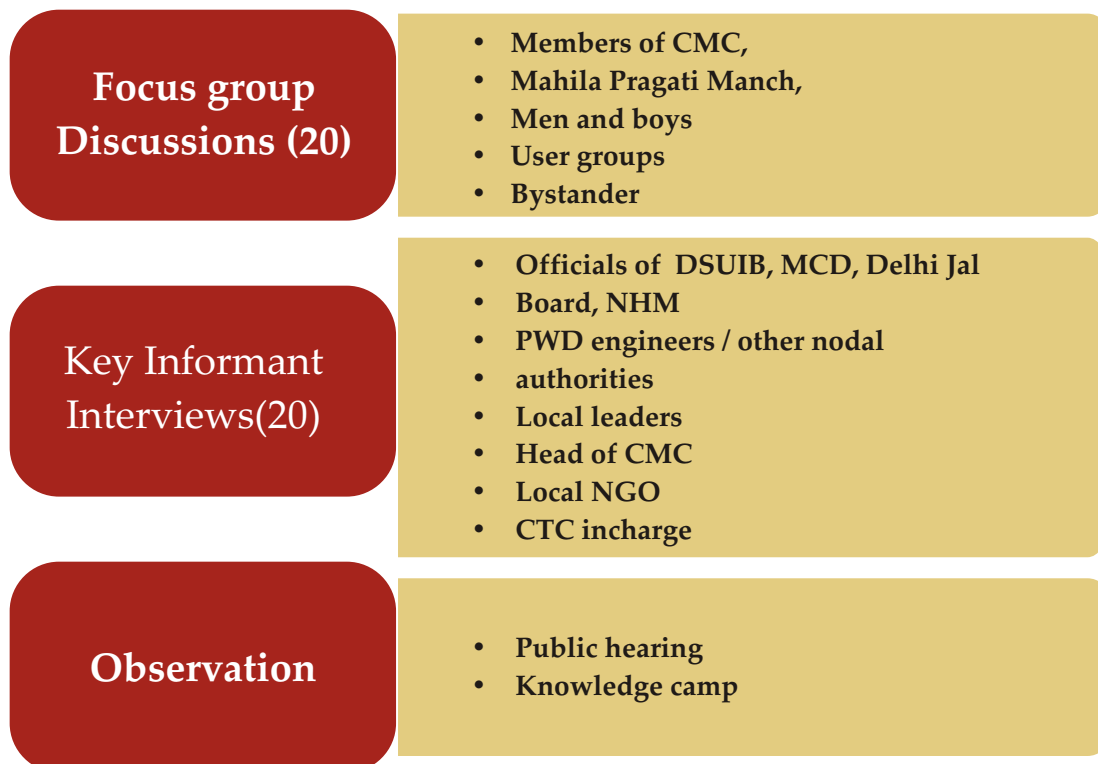 Focus group
Discussions (20)
• Members of CMC,
• Mahila Pragati Manch,
• Men and boys
• User groups
• Bystander
Key Informant
Interviews(20)
• Officials of DSUIB, MCD, Delhi Jal
• Board, NHM
• PWD engineers / other nodal
• authorities
• Local leaders
• Head of CMC
• Local NGO
• CTC incharge
Observation
• Public hearing
• Knowledge camp